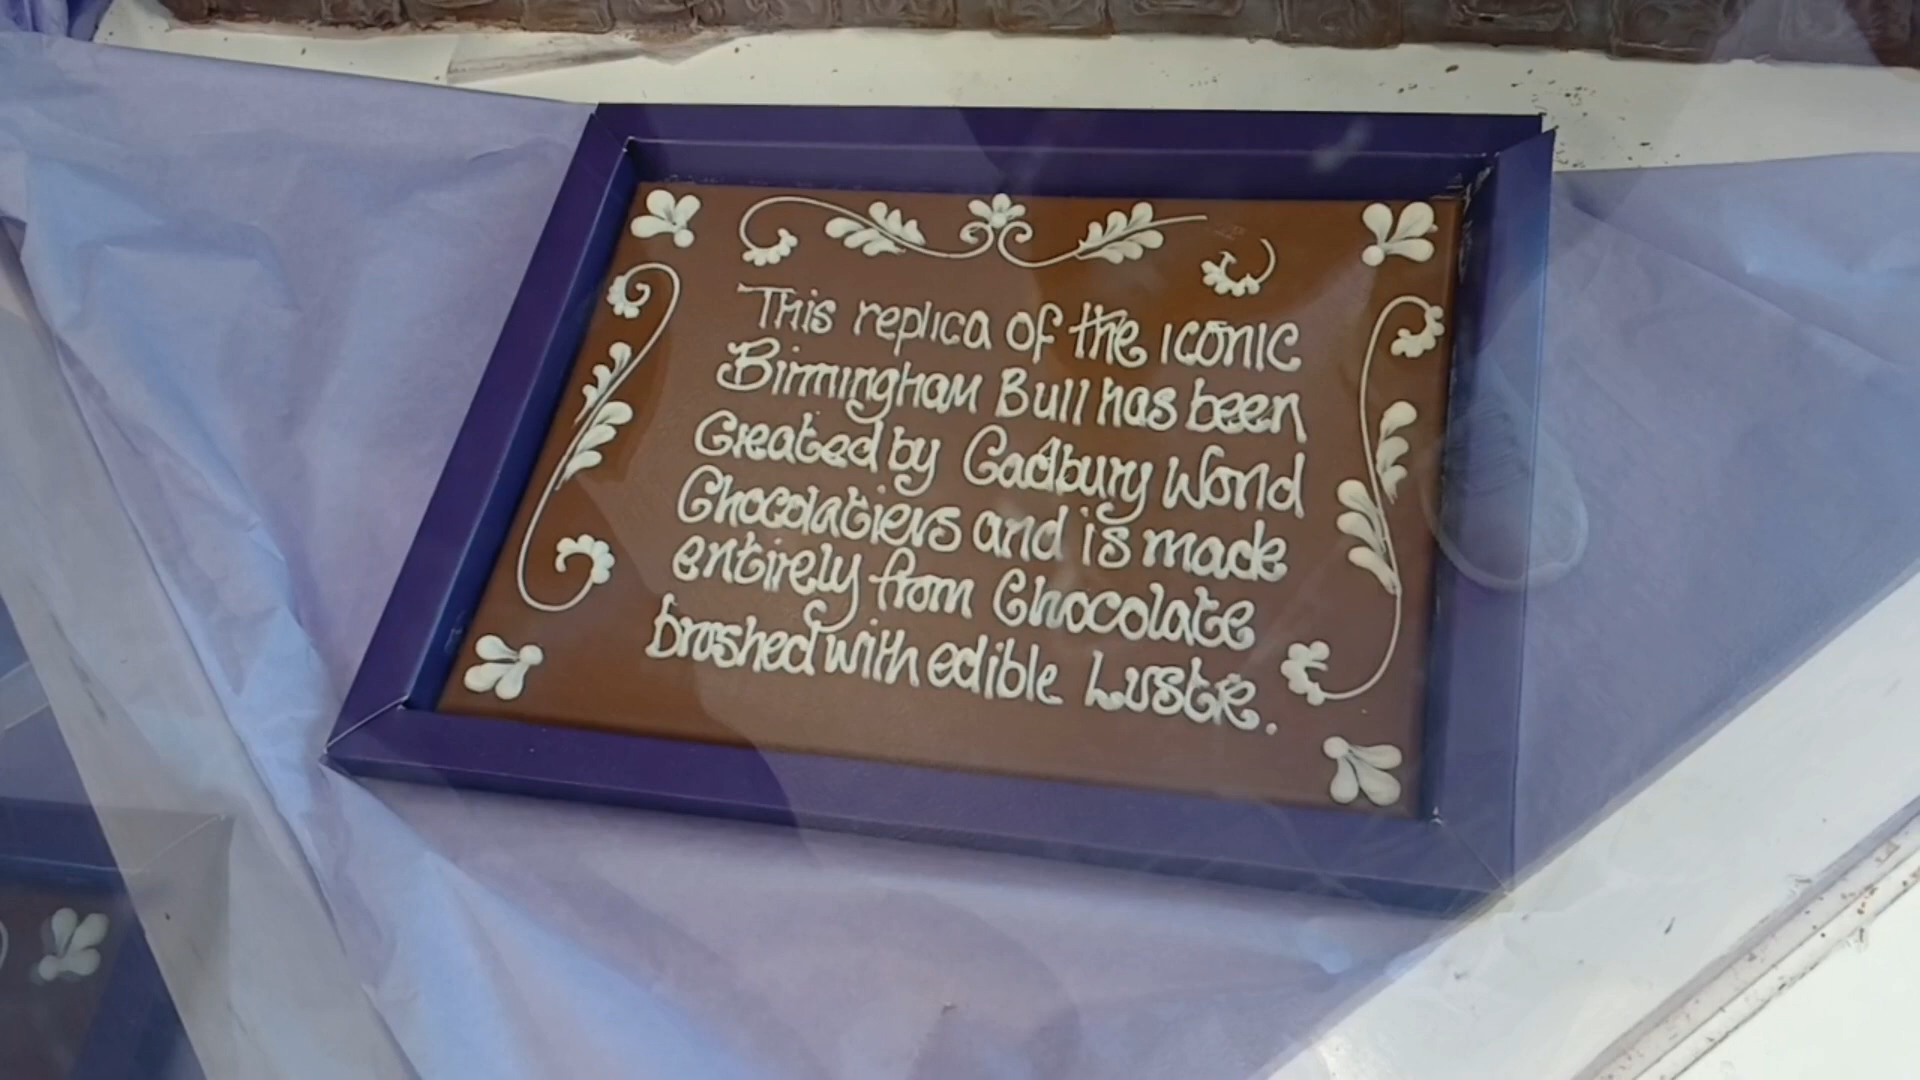 This replica of the iconic
Birmingham Bull has been
Created by Cadbury World
Chocolatiers and is made
entirely from Chocolate
brushed with edible Lustre.